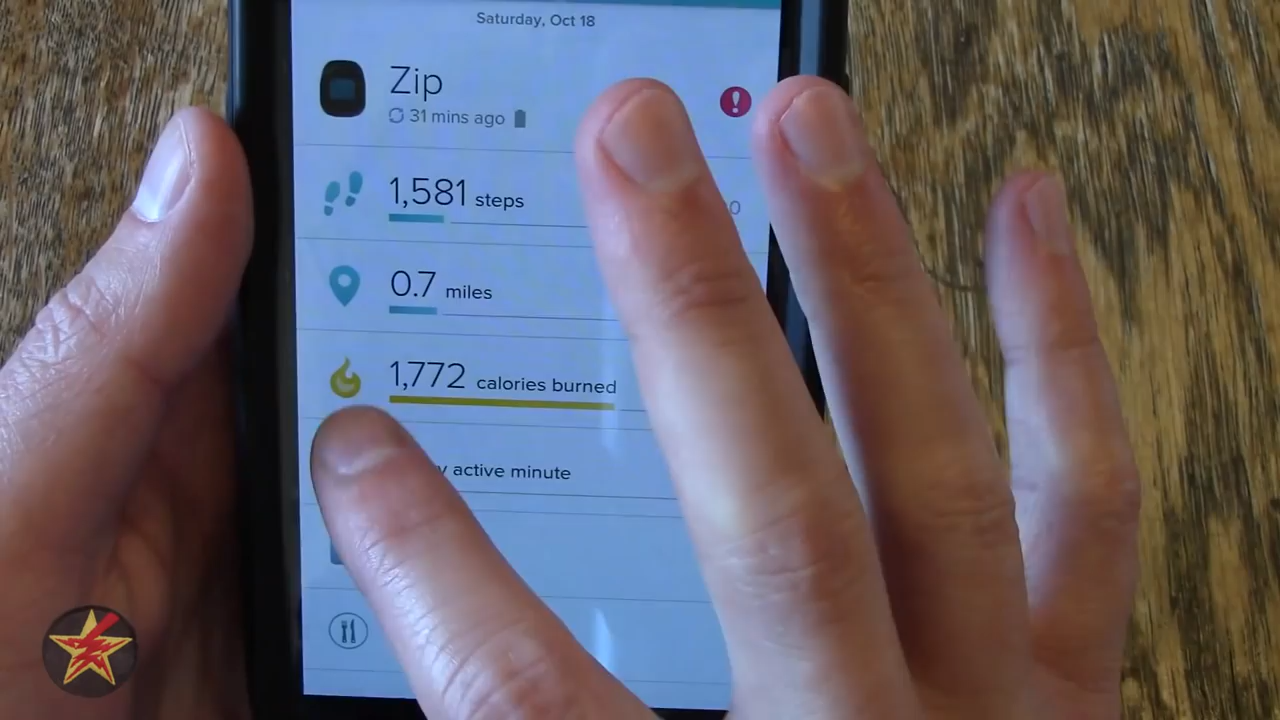 Saturday, Oct 18
Zip
31 mins ago
1,581 steps
0.7 miles
1,772 calories burned
active minute